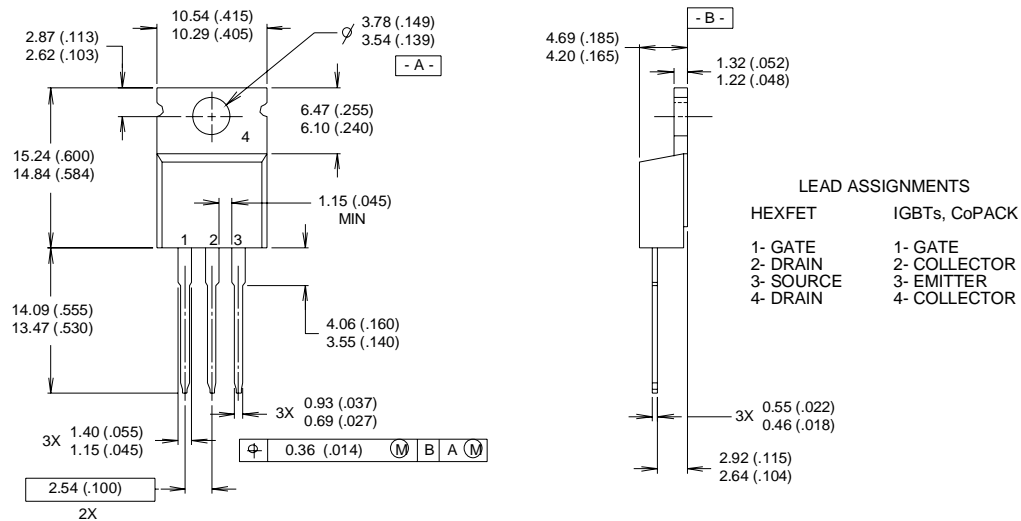 10.54 (.415)
10.29 (.405)
3.78 (.149)
3.54 (.139)
- A -
2.87 (.113)
2.62 (.103)
6.47 (.255)
6.10 (.240)
4
15.24 (.600)
14.84 (.584)
1.15 (.045)
MIN
1 2 3
14.09 (.555)
13.47 (.530)
4.06 (.160)
3.55 (.140)
3X 0.93 (.037)
0.69 (.027)
3X 1.40 (.055)
1.15 (.045)
0.36 (.014) M B A M
2.54 (.100)
2X
- B -
4.69 (.185)
4.20 (.165)
1.32 (.052)
1.22 (.048)
LEAD ASSIGNMENTS
HEXFET
1- GATE
2- DRAIN
3- SOURCE
4- DRAIN
IGBTs, CoPACK
1- GATE
2- COLLECTOR
3- EMITTER
4- COLLECTOR
3X 0.55 (.022)
0.46 (.018)
2.92 (.115)
2.64 (.104)